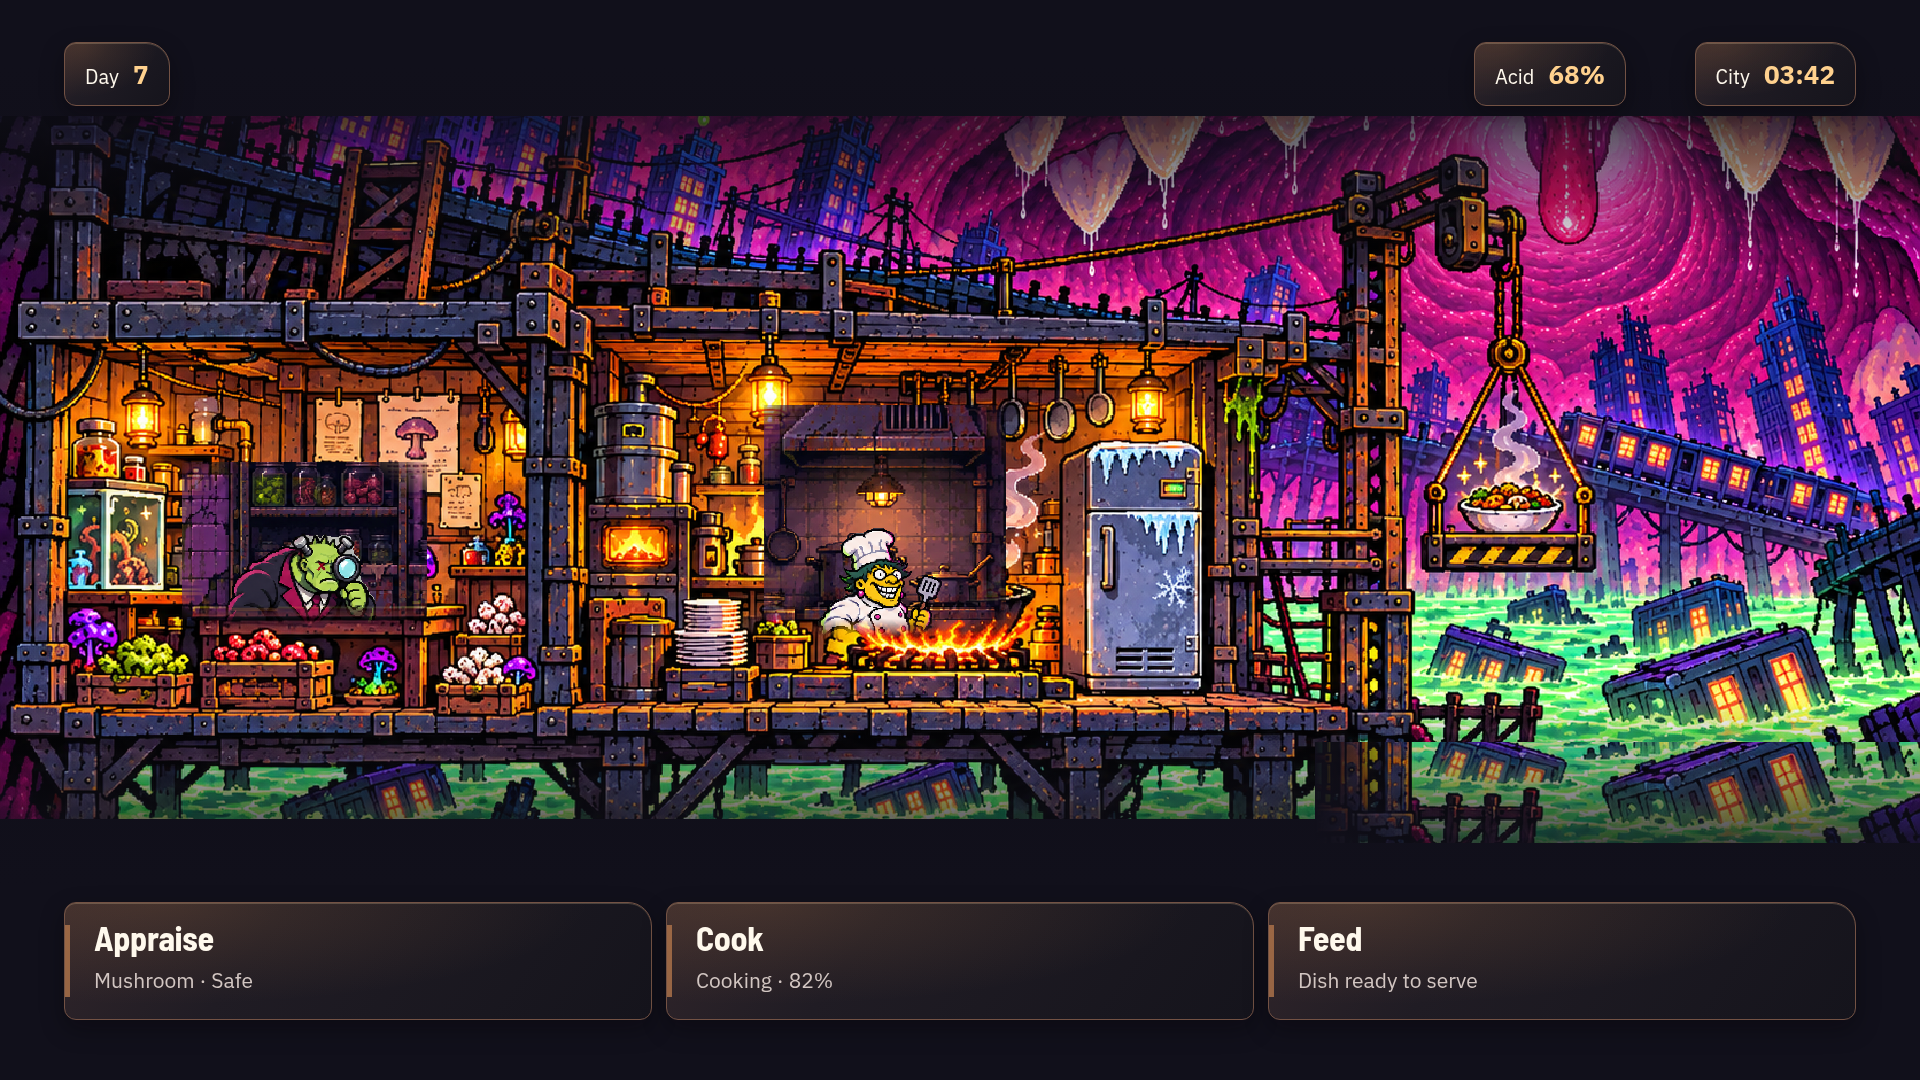 Day 7
Acid 68%
City 03:42
Appraise
Mushroom · Safe
Cook
Cooking · 82%
Feed
Dish ready to serve